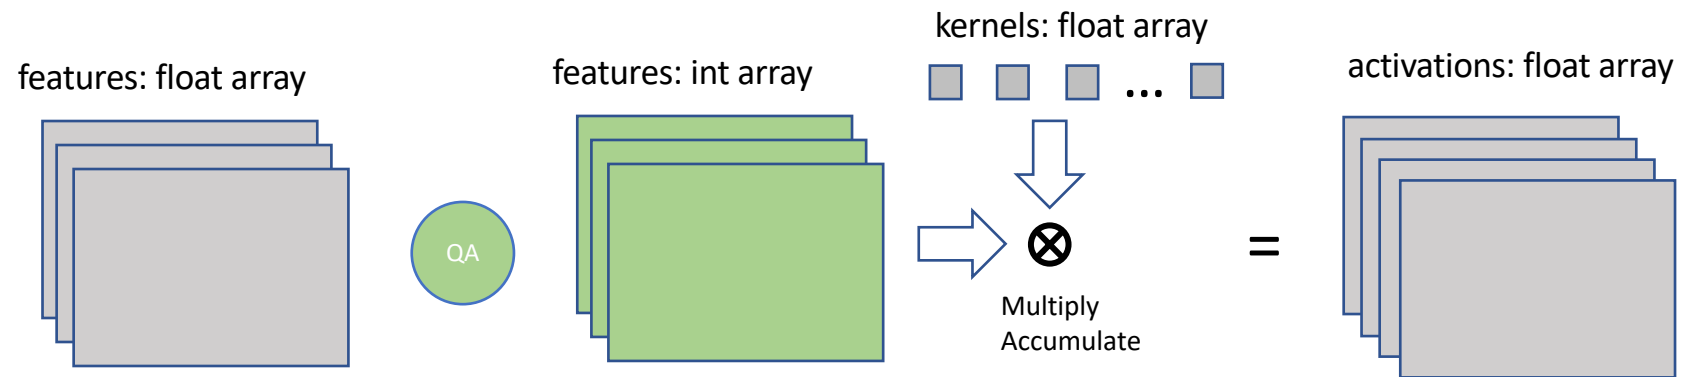 features: float array
features: int array
kernels: float array
activations: float array
...
QA
=
Multiply
Accumulate